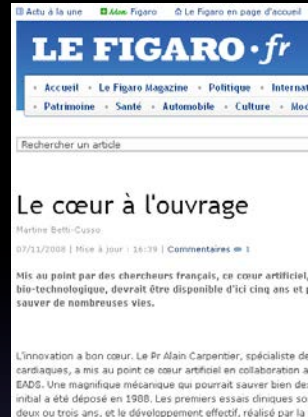 Actu à la une Mon Figaro Le Figaro en page d'accueil
LE FIGARO·fr
Accueil Le Figaro Magazine Politique Internat
Patrimoine Santé Automobile Culture Mod
Rechercher un article
Le cœur à l'ouvrage
Martine Betti-Cusso
07/11/2008 | Mise à jour : 16:39 | Commentaires 1
Mis au point par des chercheurs français, ce cœur artificiel,
bio-technologique, devrait être disponible d'ici cinq ans et p
sauver de nombreuses vies.
L'innovation a bon cœur. Le Pr Alain Carpentier, spécialiste de
cardiaques, a mis au point ce cœur artificiel en collaboration a
EADS. Une magnifique mécanique qui pourrait sauver bien des
initial a été déposé en 1988. Les premiers essais cliniques so
deux ou trois ans, et le développement effectif, réalisé par la